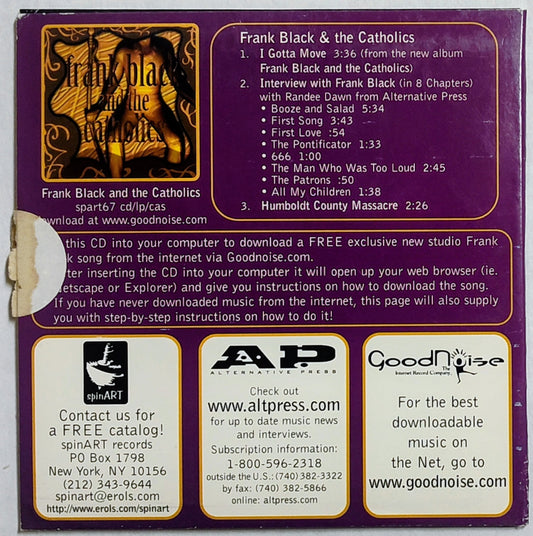 frank black
and the
catholics
Frank Black and the Catholics
spart67 cd/lp/cas
download at www.goodnoise.com
Frank Black & the Catholics
1. I Gotta Move 3:36 (from the new album
Frank Black and the Catholics)
2. Interview with Frank Black (in 8 Chapters)
with Randee Dawn from Alternative Press
• Booze and Salad 5:34
• First Song 3:43
• First Love :54
• The Pontificator 1:33
• 666 1:00
• The Man Who Was Too Loud 2:45
• The Patrons :50
• All My Children 1:38
3. Humboldt County Massacre 2:26
this CD into your computer to download a FREE exclusive new studio Frank
song from the internet via Goodnoise.com.
After inserting the CD into your computer it will open up your web browser (ie.
Netscape or Explorer) and give you instructions on how to download the song.
If you have never downloaded music from the internet, this page will also supply
you with step-by-step instructions on how to do it!
spinART
Contact us for
a FREE catalog!
spinART records
PO Box 1798
New York, NY 10156
(212) 343-9644
spinart@erols.com
http://www.erols.com/spinart
AP
ALTERNATIVE PRESS
Check out
www.altpress.com
for up to date music news
and interviews.
Subscription information:
1-800-596-2318
outside the U.S.: (740) 382-3322
by fax: (740) 382-5866
online: altpress.com
GoodNoise
The
Internet Record Company
For the best
downloadable
music on
the Net, go to
www.goodnoise.com